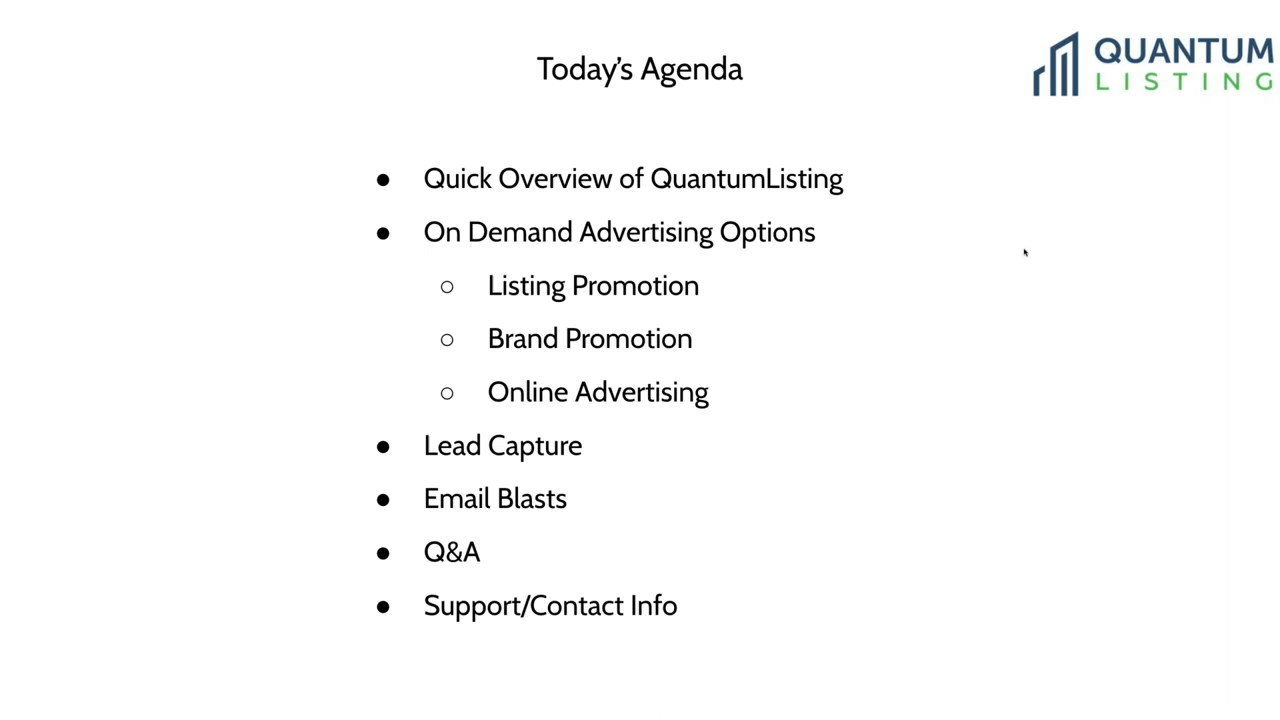 Today's Agenda
QUANTUM
LISTING
● Quick Overview of QuantumListing
● On Demand Advertising Options
○ Listing Promotion
○ Brand Promotion
○ Online Advertising
● Lead Capture
● Email Blasts
● Q&A
● Support/Contact Info